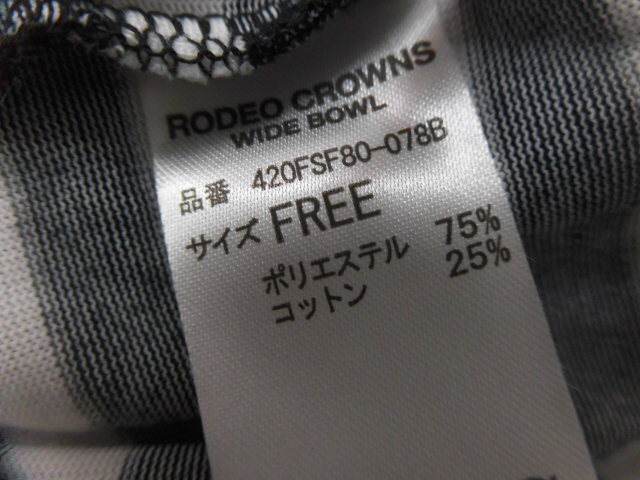 RODEO CROWNS
WIDE BOWL
品番 420FSF80-078B
サイズ FREE
ポリエステル 75%
コットン 25%